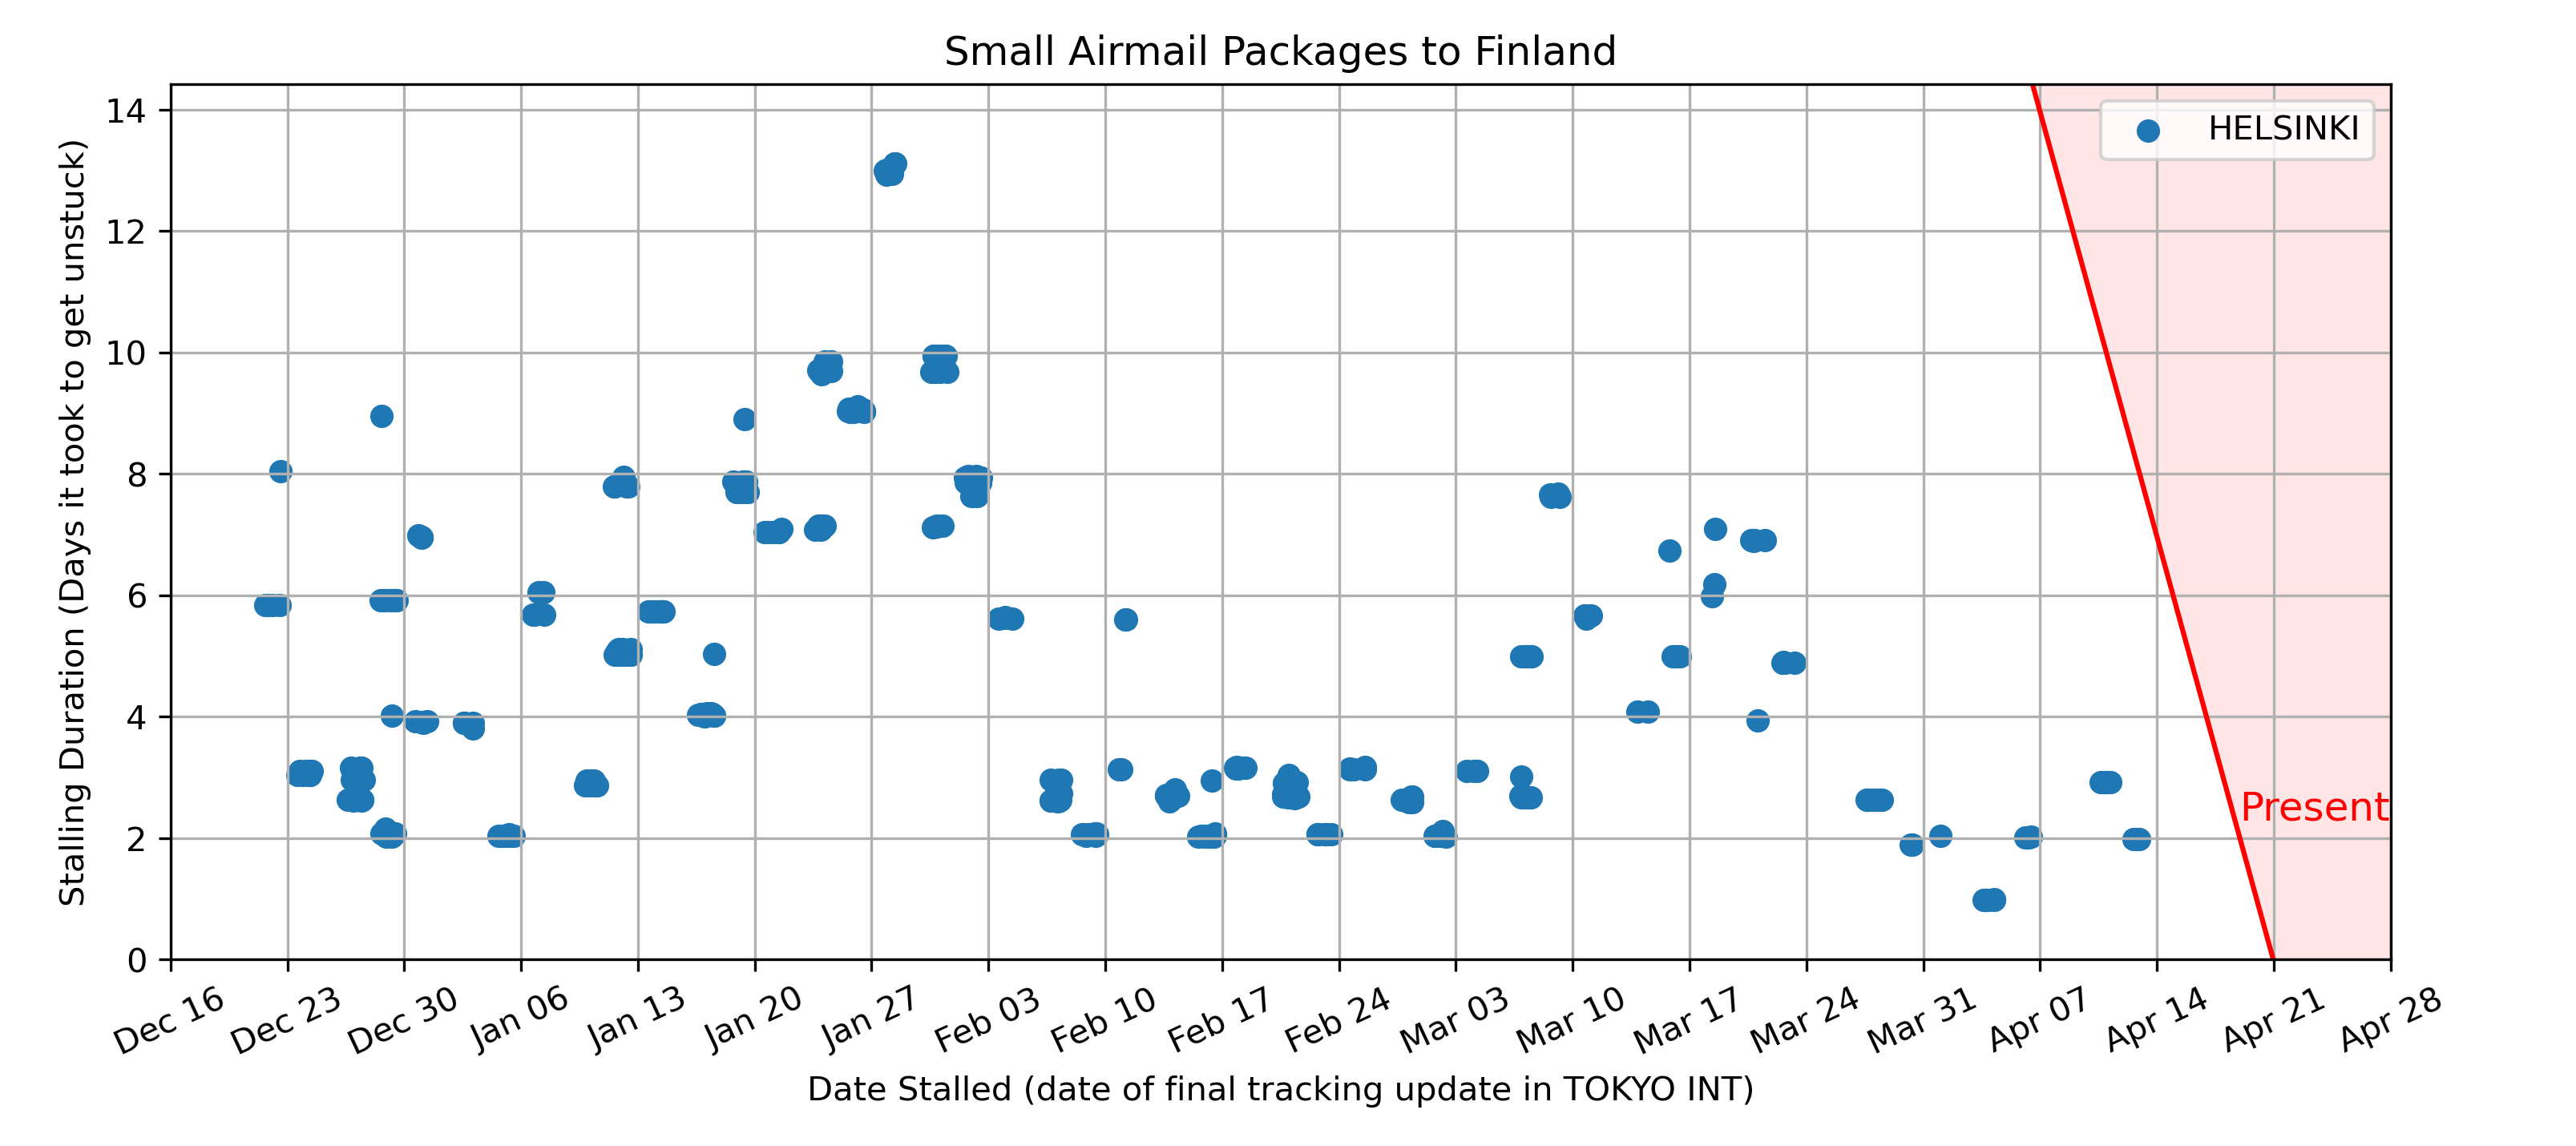 Small Airmail Packages to Finland
Stalling Duration (Days it took to get unstuck)
14
12
10
8
6
4
2
0
HELSINKI
Present
Dec 16
Dec 23
Dec 30
Jan 06
Jan 13
Jan 20
Jan 27
Feb 03
Feb 10
Feb 17
Feb 24
Mar 03
Mar 10
Mar 17
Mar 24
Mar 31
Apr 07
Apr 14
Apr 21
Apr 28
Date Stalled (date of final tracking update in TOKYO INT)